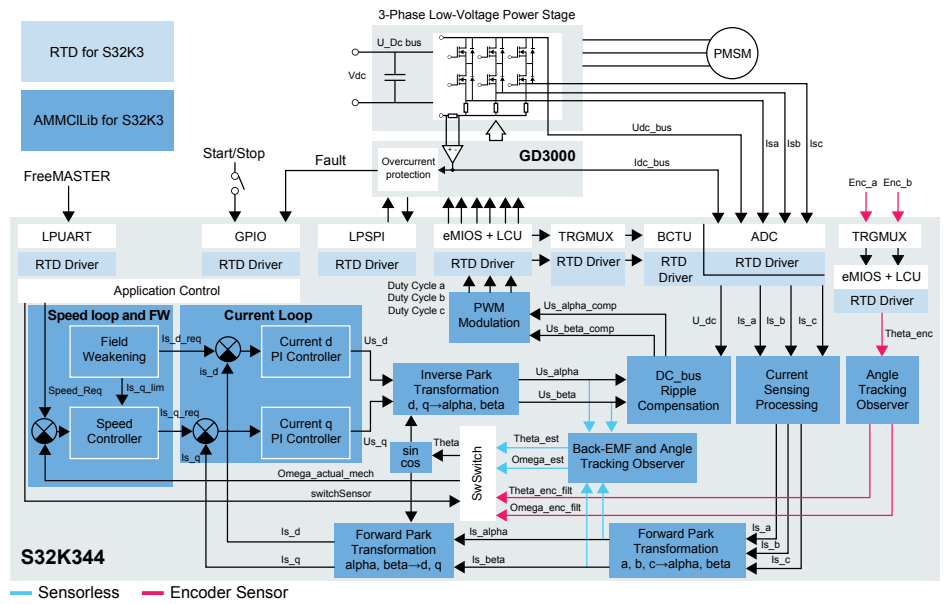 3-Phase Low-Voltage Power Stage
RTD for S32K3
AMMClLib for S32K3
U_Dc bus
Vdc
PMSM
Udc_bus
Isa
Isb
Isc
GD3000
Idc_bus
Overcurrent
protection
+ -
Fault
Start/Stop
FreeMASTER
Enc_a
Enc_b
LPUART
RTD Driver
GPIO
RTD Driver
LPSPI
RTD Driver
eMIOS + LCU
RTD Driver
TRGMUX
RTD Driver
BCTU
RTD
Driver
ADC
RTD Driver
TRGMUX
eMIOS + LCU
RTD Driver
Application Control
Duty Cycle a
Duty Cycle b
Duty Cycle c
PWM
Modulation
Us_alpha_comp
Us_beta_comp
U_dc
Is_a
Is_b
Is_c
Theta_enc
Speed loop and FW
Current Loop
Field
Weakening
Is_d_req
is_d
Current d
PI Controller
Us_d
Speed_Req
Is_q_lim
Speed
Controller
Is_q_req
Is_q
Current q
PI Controller
Us_q
Inverse Park
Transformation
d, q→alpha, beta
Us_alpha
Us_beta
DC_bus
Ripple
Compensation
Current
Sensing
Processing
Angle
Tracking
Observer
sin
cos
Theta
SwSwitch
Theta_est
Omega_est
Back-EMF and Angle
Tracking Observer
Omega_actual_mech
switchSensor
Theta_enc_filt
Omega_enc_filt
Is_d
Is_q
Forward Park
Transformation
alpha, beta→d, q
Is_alpha
Is_beta
Forward Park
Transformation
a, b, c→alpha, beta
Is_a
Is_b
Is_c
S32K344
Sensorless
Encoder Sensor